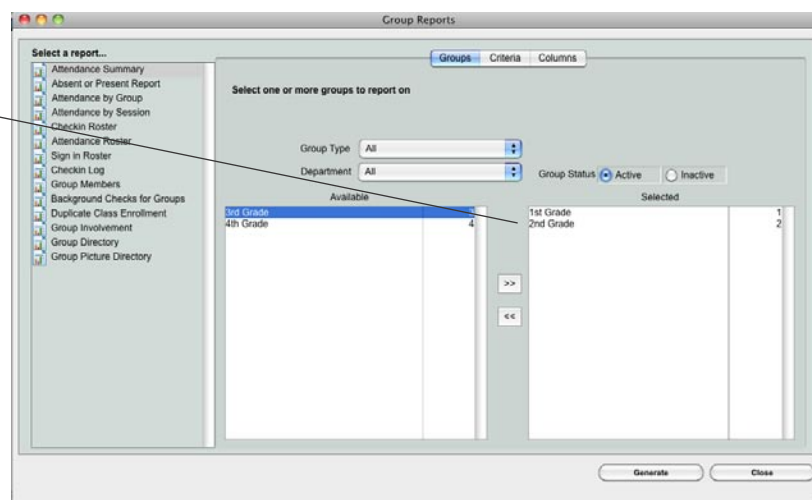 Group Reports
Select a report...
Attendance Summary
Absent or Present Report
Attendance by Group
Attendance by Session
Checkin Roster
Attendance Roster
Sign in Roster
Checkin Log
Group Members
Background Checks for Groups
Duplicate Class Enrollment
Group Involvement
Group Directory
Group Picture Directory
Groups Criteria Columns
Select one or more groups to report on
Group Type All
Department All
Group Status Active Inactive
Available
3rd Grade
4th Grade 4
>>
<<
Selected
1st Grade 1
2nd Grade 2
Generate Close